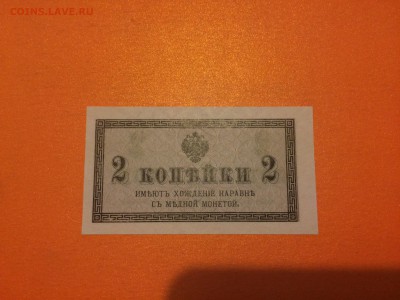 COINS.LAVE.RU
2 КОПѢЙКИ 2
ИМѢЮТЪ ХОЖДЕНІЕ НАРАВНѢ
СЪ МѢДНОЙ МОНЕТОЙ.